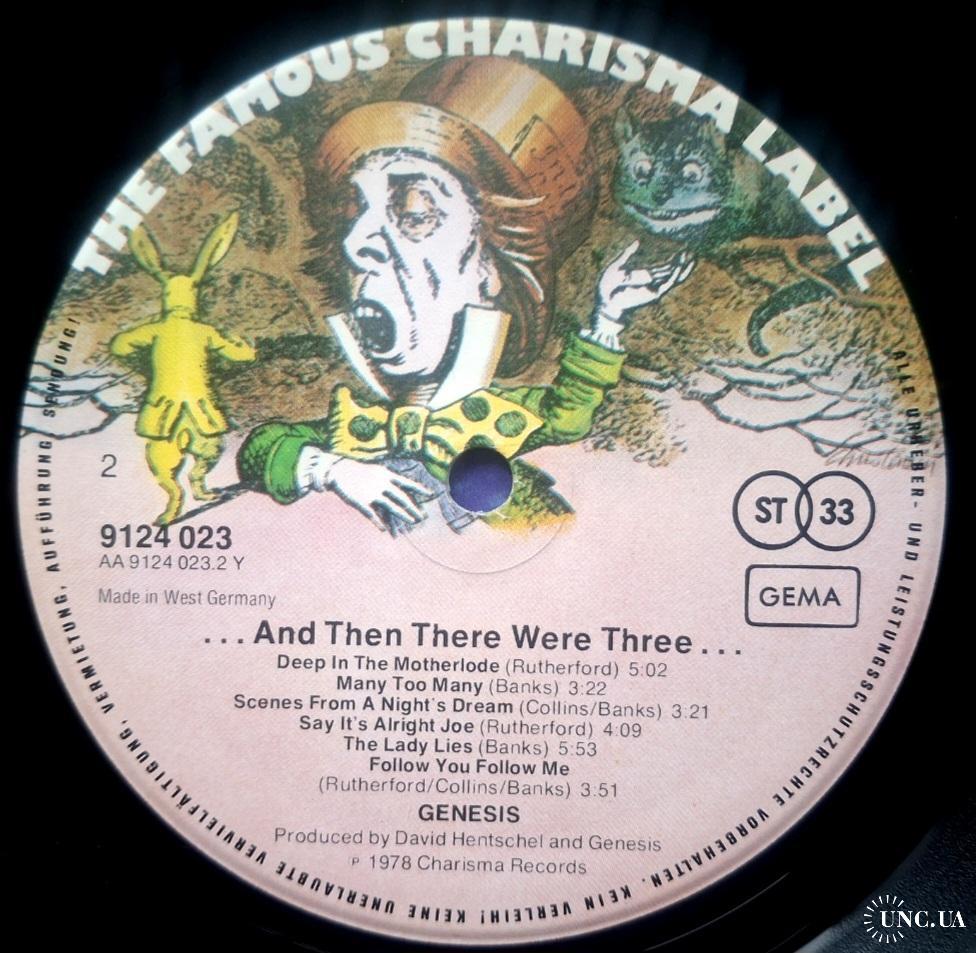 THE FAMOUS CHARISMA LABEL
2
9124 023
AA 9124 023.2 Y
Made in West Germany
ST 33
GEMA
...And Then There Were Three...
Deep In The Motherlode (Rutherford) 5:02
Many Too Many (Banks) 3:22
Scenes From A Night's Dream (Collins/Banks) 3:21
Say It's Alright Joe (Rutherford) 4:09
The Lady Lies (Banks) 5:53
Follow You Follow Me
(Rutherford/Collins/Banks) 3:51
GENESIS
Produced by David Hentschel and Genesis
℗ 1978 Charisma Records
ALLE URHEBER- UND LEISTUNGSSCHUTZRECHTE VORBEHALTEN. KEIN VERLEIH! KEINE UNERLAUBTE VERVIELFÄLTIGUNG, VERMIETUNG, AUFFÜHRUNG SENDUNG!
UNC.UA